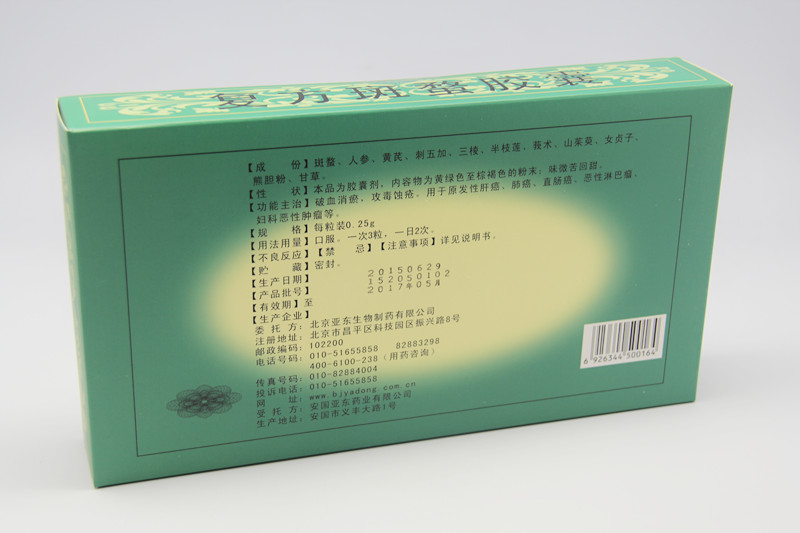 复方斑蝥胶囊
【成 份】斑蝥、人参、黄芪、刺五加、三棱、半枝莲、莪术、山茱萸、女贞子、
熊胆粉、甘草。
【性 状】本品为胶囊剂，内容物为黄绿色至棕褐色的粉末；味微苦回甜。
【功能主治】破血消瘀，攻毒蚀疮。用于原发性肝癌、肺癌、直肠癌、恶性淋巴瘤、
妇科恶性肿瘤等。
【规 格】每粒装0.25g
【用法用量】口服。一次3粒，一日2次。
【不良反应】【禁 忌】【注意事项】详见说明书。
【贮 藏】密封。
【生产日期】 20150629
【产品批号】 152050102
【有效期】至 2017年05月
【生产企业】
委 托 方：北京亚东生物制药有限公司
注册地址：北京市昌平区科技园区振兴路8号
邮政编码：102200
电话号码：010-51655858 82883298
400-6100-238（用药咨询）
传真号码：010-82884004
投诉电话：010-51655858
网 址：www.bjyadong.com.cn
受 托 方：安国亚东药业有限公司
生产地址：安国市义丰大路1号
6 926344 500164